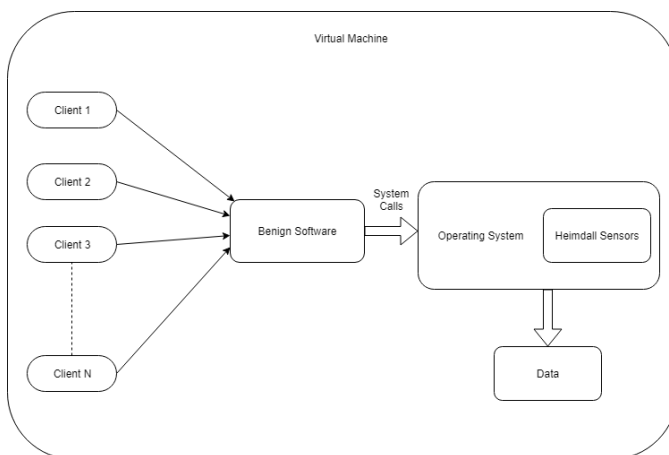 Virtual Machine
Client 1
Client 2
Client 3
Client N
Benign Software
System
Calls
Operating System
Heimdall Sensors
Data